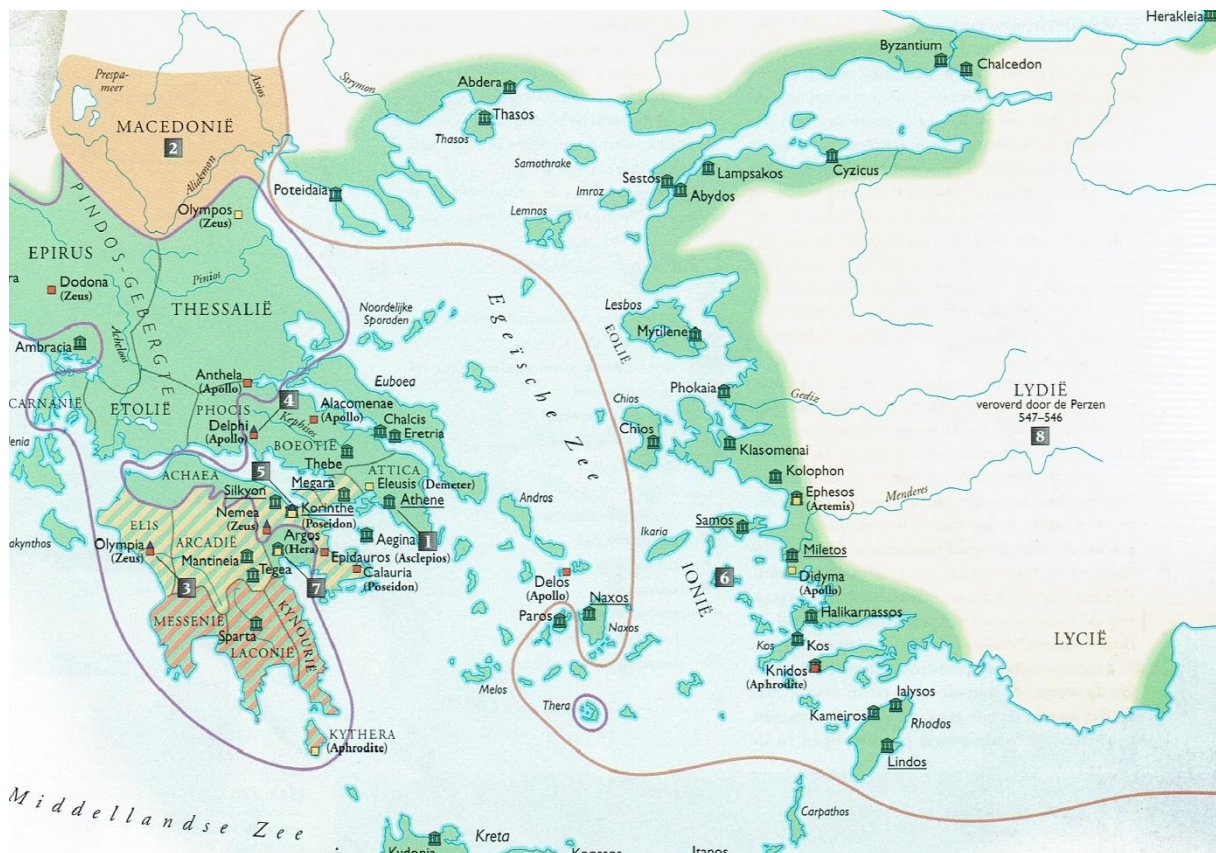 Herakleia
Byzantium
Chalcedon
Prespa-
meer
Axios
Strymon
Abdera
Thasos
Thasos
MACEDONIË
2
Aliakmon
Samothrake
Sestos
Lampsakos
Cyzicus
Poteidaia
Imroz
Abydos
Lemnos
Olympos
(Zeus)
PINDOS-GEBERGTE
EPIRUS
Dodona
(Zeus)
Pinios
THESSALIË
Egeïsche Zee
Noordelijke
Sporaden
Lesbos
Mytilene
EOLIË
Ambracia
Acheloos
Anthela
(Apollo)
Euboea
Phokaia
Gediz
LYDIË
veroverd door de Perzen
547–546
8
CARNANIË
ETOLIË
PHOCIS
4
Alacomenae
(Apollo)
Delphi
(Apollo)
Kephisos
Chalcis
Eretria
Chios
Chios
Klasomenai
BOEOTIË
Thebe
Kolophon
ACHAEA
5
ATTICA
Megara
Eleusis (Demeter)
Silkyon
Athene
Ephesos
(Artemis)
Menderes
Korinthe
(Poseidon)
Nemea
(Zeus)
Andros
Samos
Ikaria
ELIS
ARCADIË
Argos
(Hera)
Aegina
1
Olympia
(Zeus)
Mantineia
Epidauros (Asclepios)
Miletos
Calauria
(Poseidon)
Tegea
3
7
Delos
(Apollo)
6
IONIË
Didyma
(Apollo)
Naxos
Naxos
Paros
MESSENIË
KYNOURIË
Sparta
LACONIË
Halikarnassos
Kos
Kos
LYCIË
Knidos
(Aphrodite)
Melos
Thera
Ialysos
Kameiros
Rhodos
KYTHERA
(Aphrodite)
Lindos
Middellandse Zee
Carpathos
Kreta
Kydonia
Knossos
Itanos